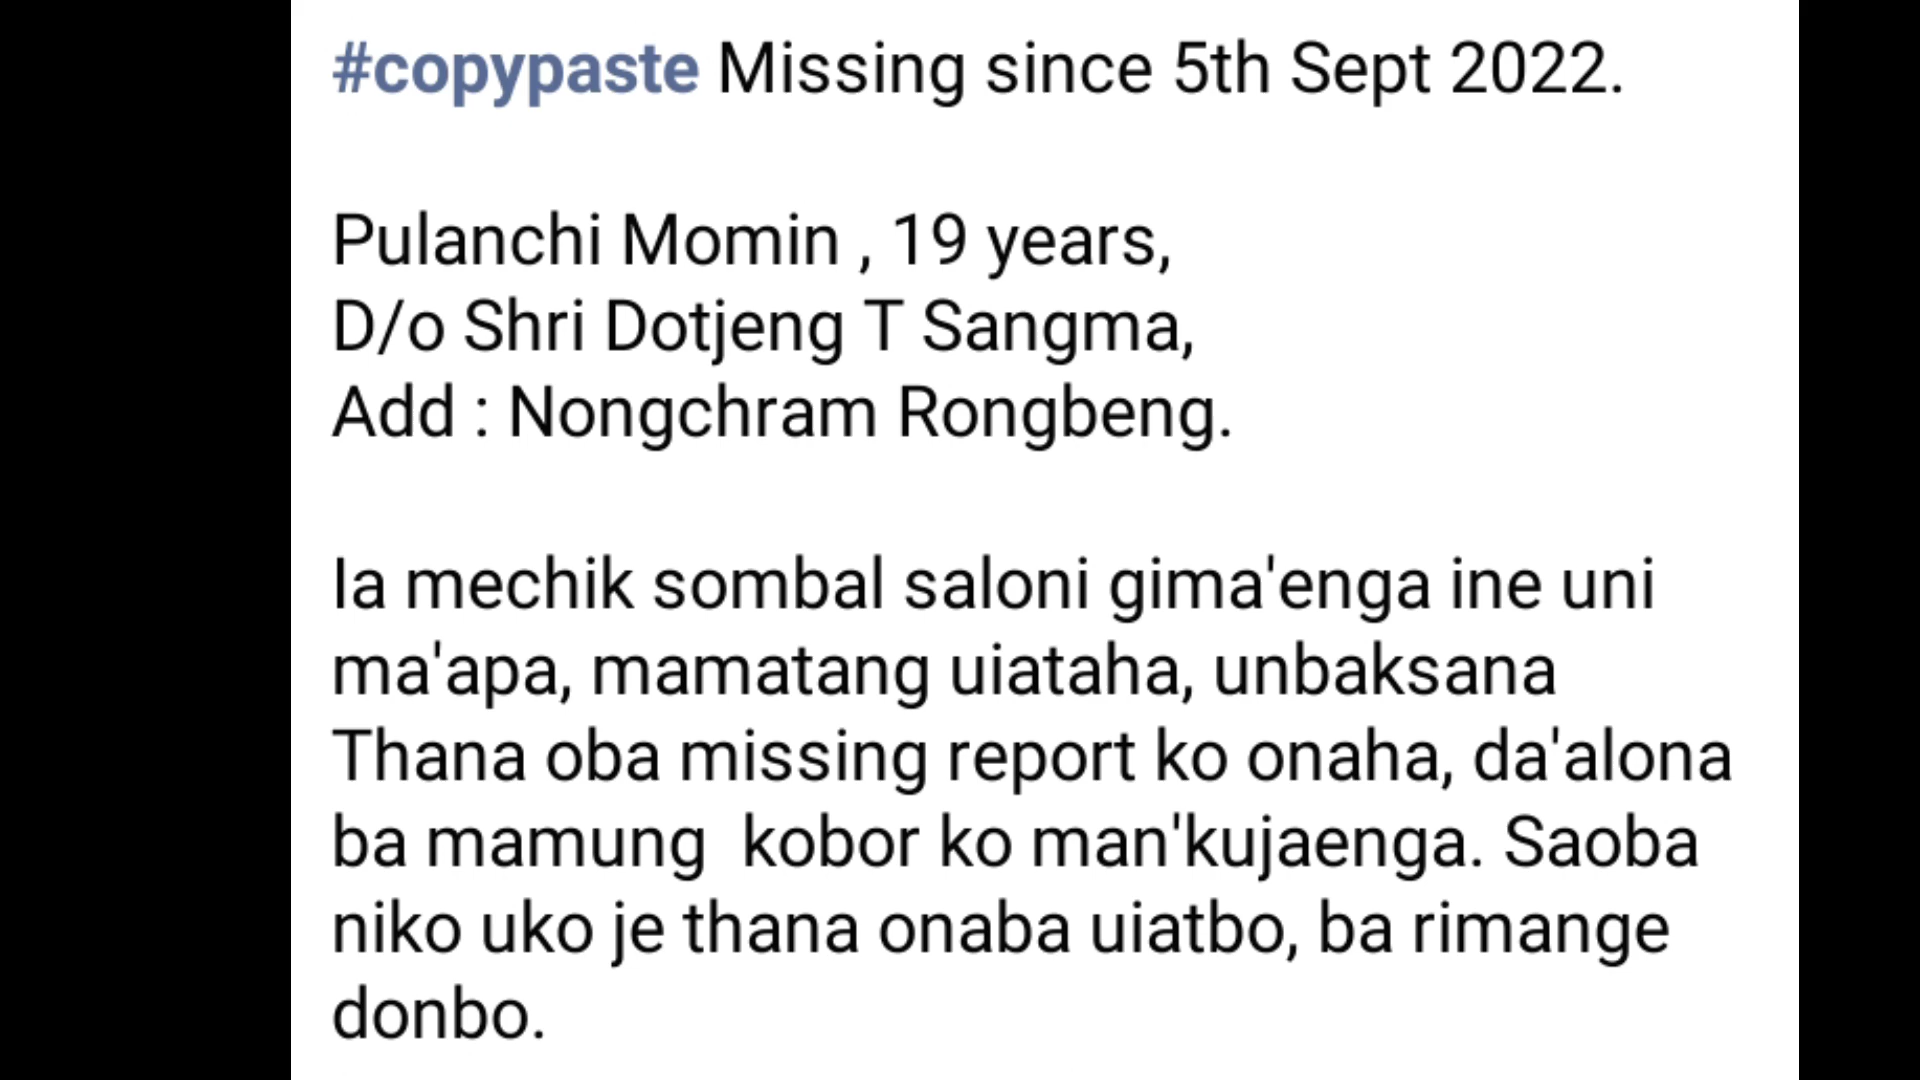 #copypaste Missing since 5th Sept 2022.
Pulanchi Momin , 19 years,
D/o Shri Dotjeng T Sangma,
Add : Nongchram Rongbeng.
Ia mechik sombal saloni gima'enga ine uni
ma'apa, mamatang uiataha, unbaksana
Thana oba missing report ko onaha, da'alona
ba mamung  kobor ko man'kujaenga. Saoba
niko uko je thana onaba uiatbo, ba rimange
donbo.